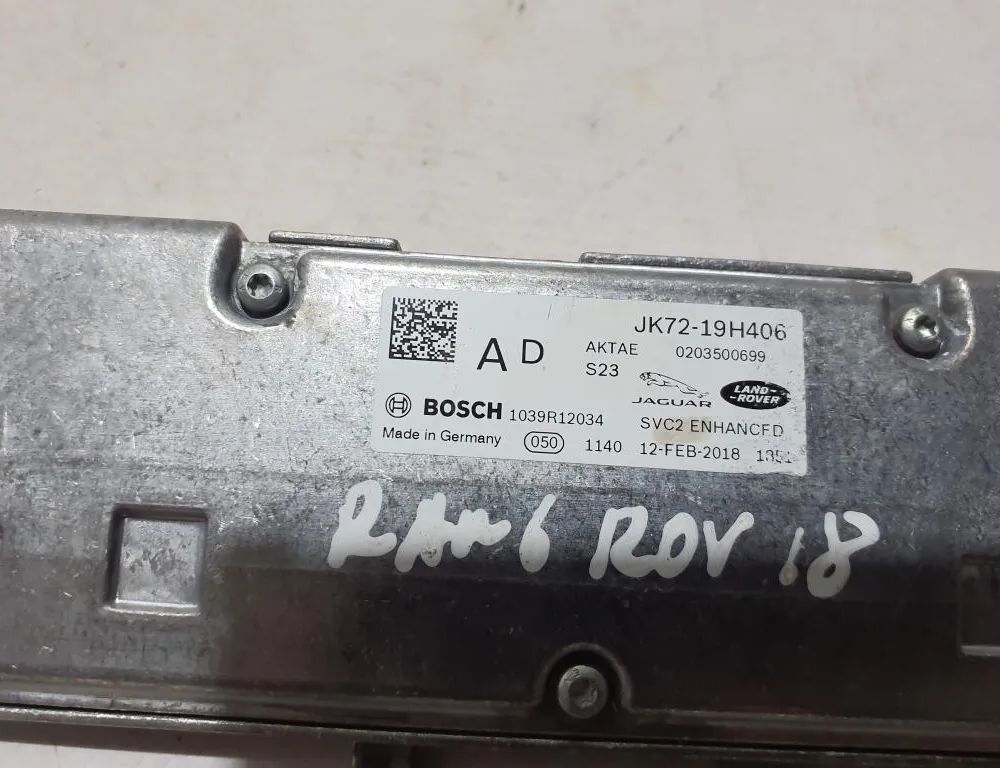 JK72-19H406
A D AKTAE 0203500699
S23
JAGUAR LAND-ROVER
BOSCH 1039R12034 SVC2 ENHANCED
Made in Germany 050 1140 12-FEB-2018
RANG ROV 18